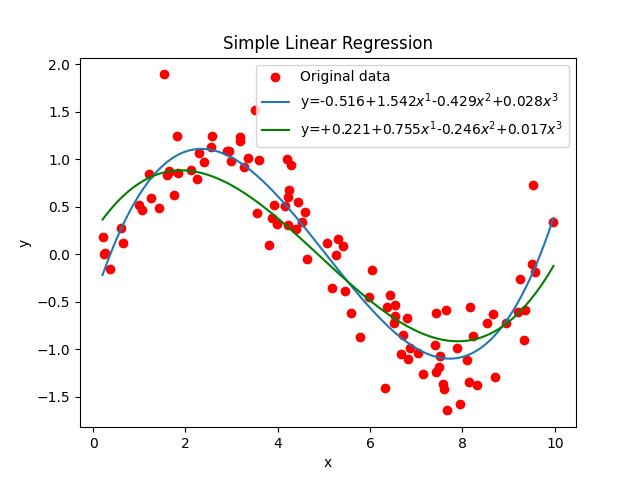 Simple Linear Regression
Original data
y=-0.516+1.542x¹-0.429x²+0.028x³
y=+0.221+0.755x¹-0.246x²+0.017x³
2.0
1.5
1.0
0.5
0.0
−0.5
−1.0
−1.5
y
0 2 4 6 8 10
x